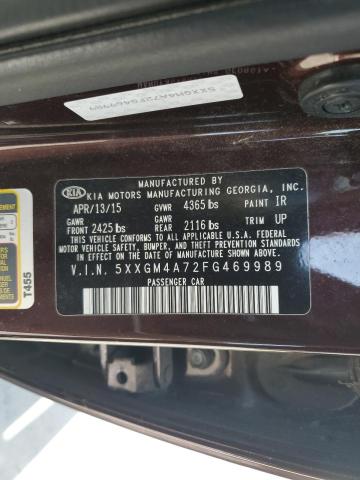 5XXGM4A72FG469989
MANUFACTURED BY
KIA KIA MOTORS MANUFACTURING GEORGIA, INC.
APR/13/15 GVWR 4365 lbs PAINT IR
GAWR FRONT 2425 lbs GAWR REAR 2116 lbs TRIM UP
THIS VEHICLE CONFORMS TO ALL APPLICABLE U.S.A. FEDERAL
MOTOR VEHICLE SAFETY, BUMPER, AND THEFT PREVENTION
STANDARDS IN EFFECT ON THE DATE OF MANUFACTURE SHOWN ABOVE.
V.I.N. 5XXGM4A72FG469989
PASSENGER CAR
T455